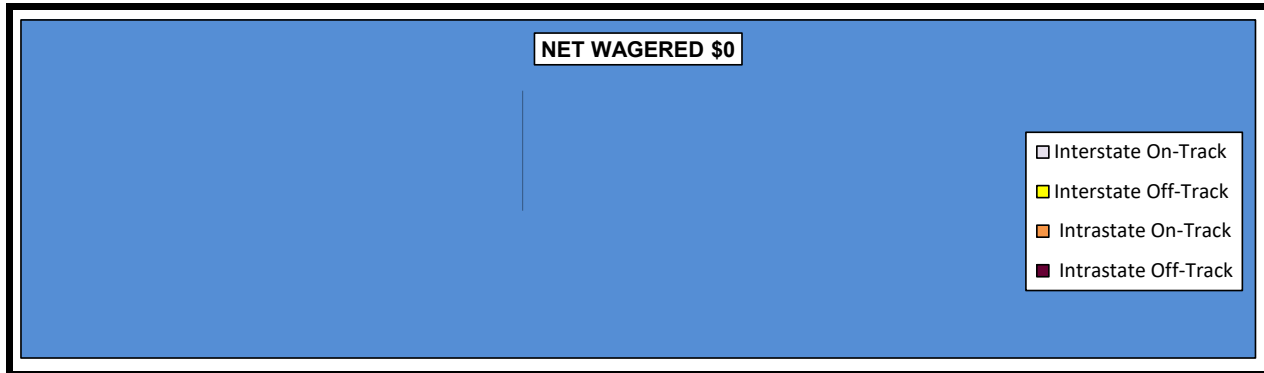 NET WAGERED $0
Interstate On-Track
Interstate Off-Track
Intrastate On-Track
Intrastate Off-Track